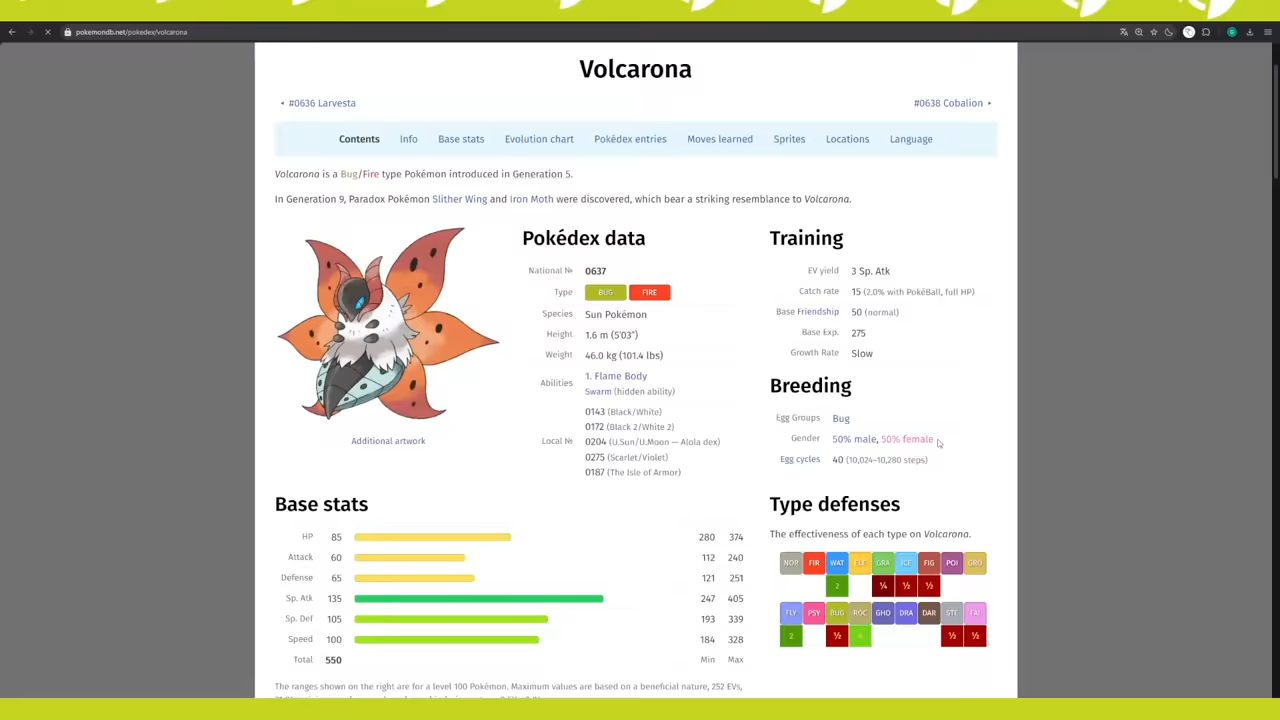 pokemondb.net/pokedex/volcarona
Volcarona
#0636 Larvesta
#0638 Cobalion
Contents Info Base stats Evolution chart Pokédex entries Moves learned Sprites Locations Language
Volcarona is a Bug/Fire type Pokémon introduced in Generation 5.
In Generation 9, Paradox Pokémon Slither Wing and Iron Moth were discovered, which bear a striking resemblance to Volcarona.
Additional artwork
Pokédex data
National № 0637
Type BUG FIRE
Species Sun Pokémon
Height 1.6 m (5′03″)
Weight 46.0 kg (101.4 lbs)
Abilities 1. Flame Body
Swarm (hidden ability)
Local № 0143 (Black/White)
0172 (Black 2/White 2)
0204 (U.Sun/U.Moon — Alola dex)
0275 (Scarlet/Violet)
0187 (The Isle of Armor)
Training
EV yield 3 Sp. Atk
Catch rate 15 (2.0% with PokéBall, full HP)
Base Friendship 50 (normal)
Base Exp. 275
Growth Rate Slow
Breeding
Egg Groups Bug
Gender 50% male, 50% female
Egg cycles 40 (10,024–10,280 steps)
Base stats
HP 85 280 374
Attack 60 112 240
Defense 65 121 251
Sp. Atk 135 247 405
Sp. Def 105 193 339
Speed 100 184 328
Total 550 Min Max
The ranges shown on the right are for a level 100 Pokémon. Maximum values are based on a beneficial nature, 252 EVs,
Type defenses
The effectiveness of each type on Volcarona.
NOR FIR WAT ELE GRA ICE FIG POI GRO
2 ¼ ½ ½
FLY PSY BUG ROC GHO DRA DAR STE FAI
2 ½ 4 ½ ½